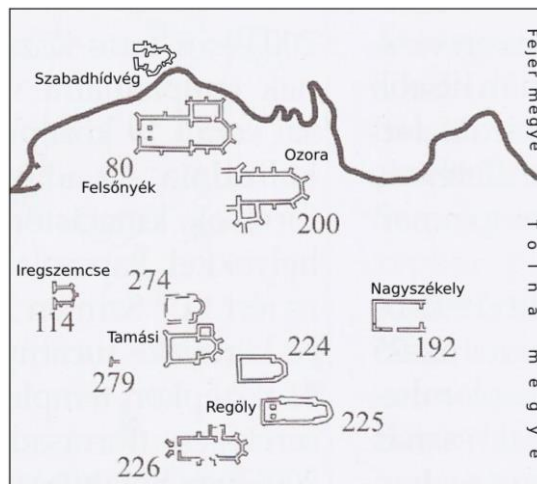 Szabadhídvég
80
Felsőnyék
Ozora
200
Iregszemcse
114
274
Tamási
279
224
Nagyszékely
192
Regöly
225
226
Fejér megye
Tolna megye